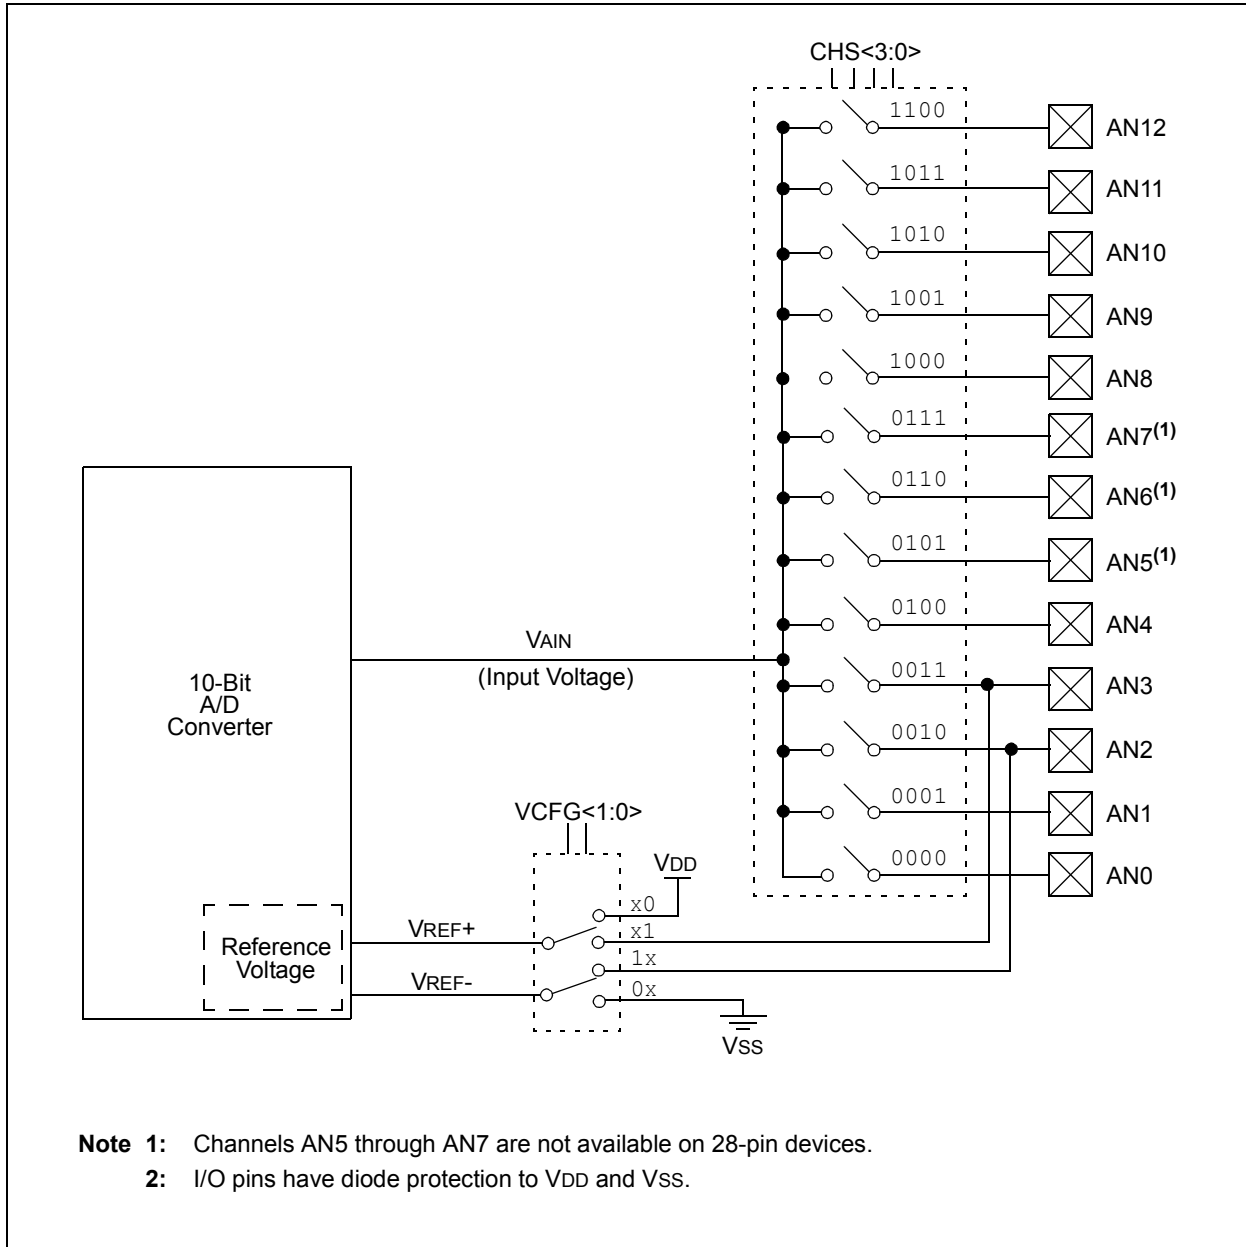 CHS<3:0>
1100 AN12
1011 AN11
1010 AN10
1001 AN9
1000 AN8
0111 AN7(1)
0110 AN6(1)
0101 AN5(1)
0100 AN4
VAIN
(Input Voltage)
0011 AN3
10-Bit
A/D
Converter
0010 AN2
0001 AN1
VCFG<1:0>
0000 AN0
VDD
x0
VREF+
x1
Reference
Voltage
1x
VREF-
0x
VSS
Note 1: Channels AN5 through AN7 are not available on 28-pin devices.
2: I/O pins have diode protection to VDD and VSS.